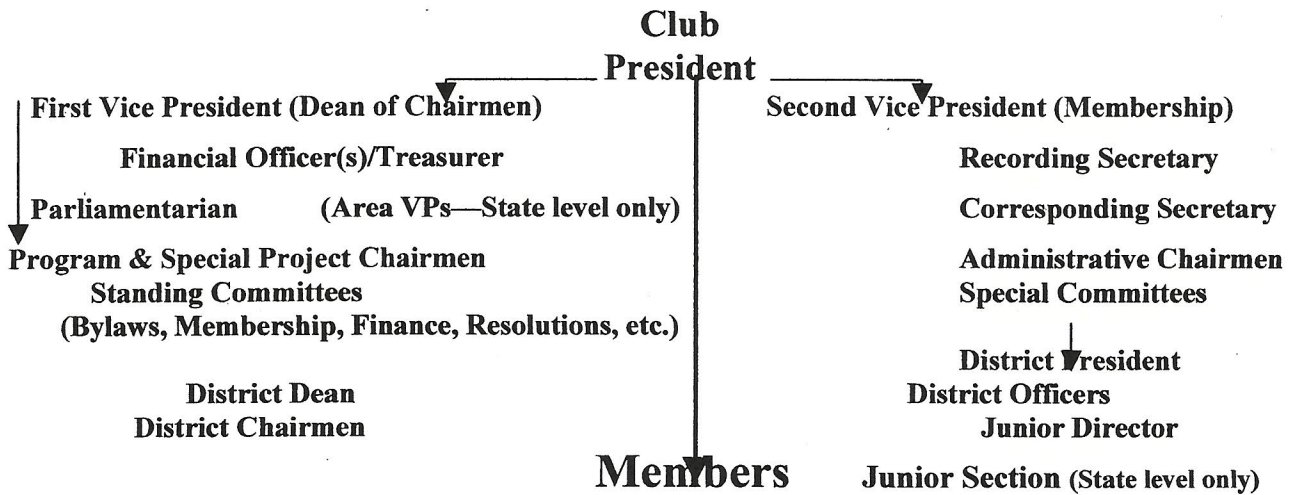 Club
President
First Vice President (Dean of Chairmen)
Second Vice President (Membership)
Financial Officer(s)/Treasurer
Recording Secretary
Parliamentarian (Area VPs—State level only)
Corresponding Secretary
Program & Special Project Chairmen
Administrative Chairmen
Standing Committees
Special Committees
(Bylaws, Membership, Finance, Resolutions, etc.)
District President
District Dean
District Officers
District Chairmen
Junior Director
Members
Junior Section (State level only)